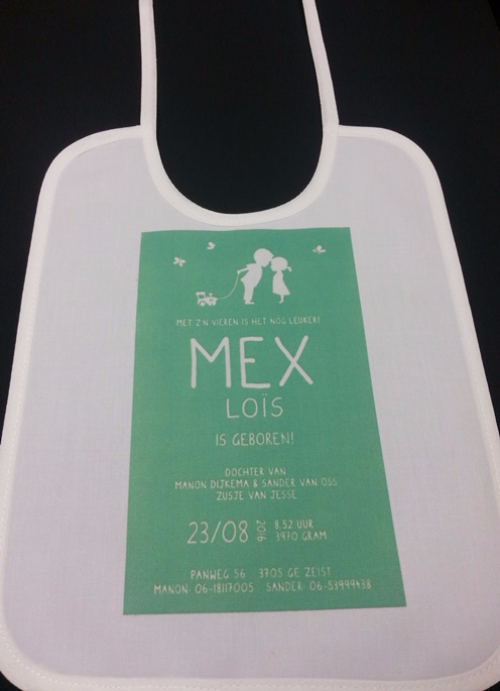 MET Z'N VIEREN IS HET NOG LEUKER!
MEX
LOÏS
IS GEBOREN!
DOCHTER VAN
MANON DIJKEMA & SANDER VAN OSS
ZUSJE VAN JESSE
23/08 2016 8.52 UUR
3970 GRAM
PANWEG 56 3705 GE ZEIST
MANON: 06-18117005 SANDER: 06-53999438